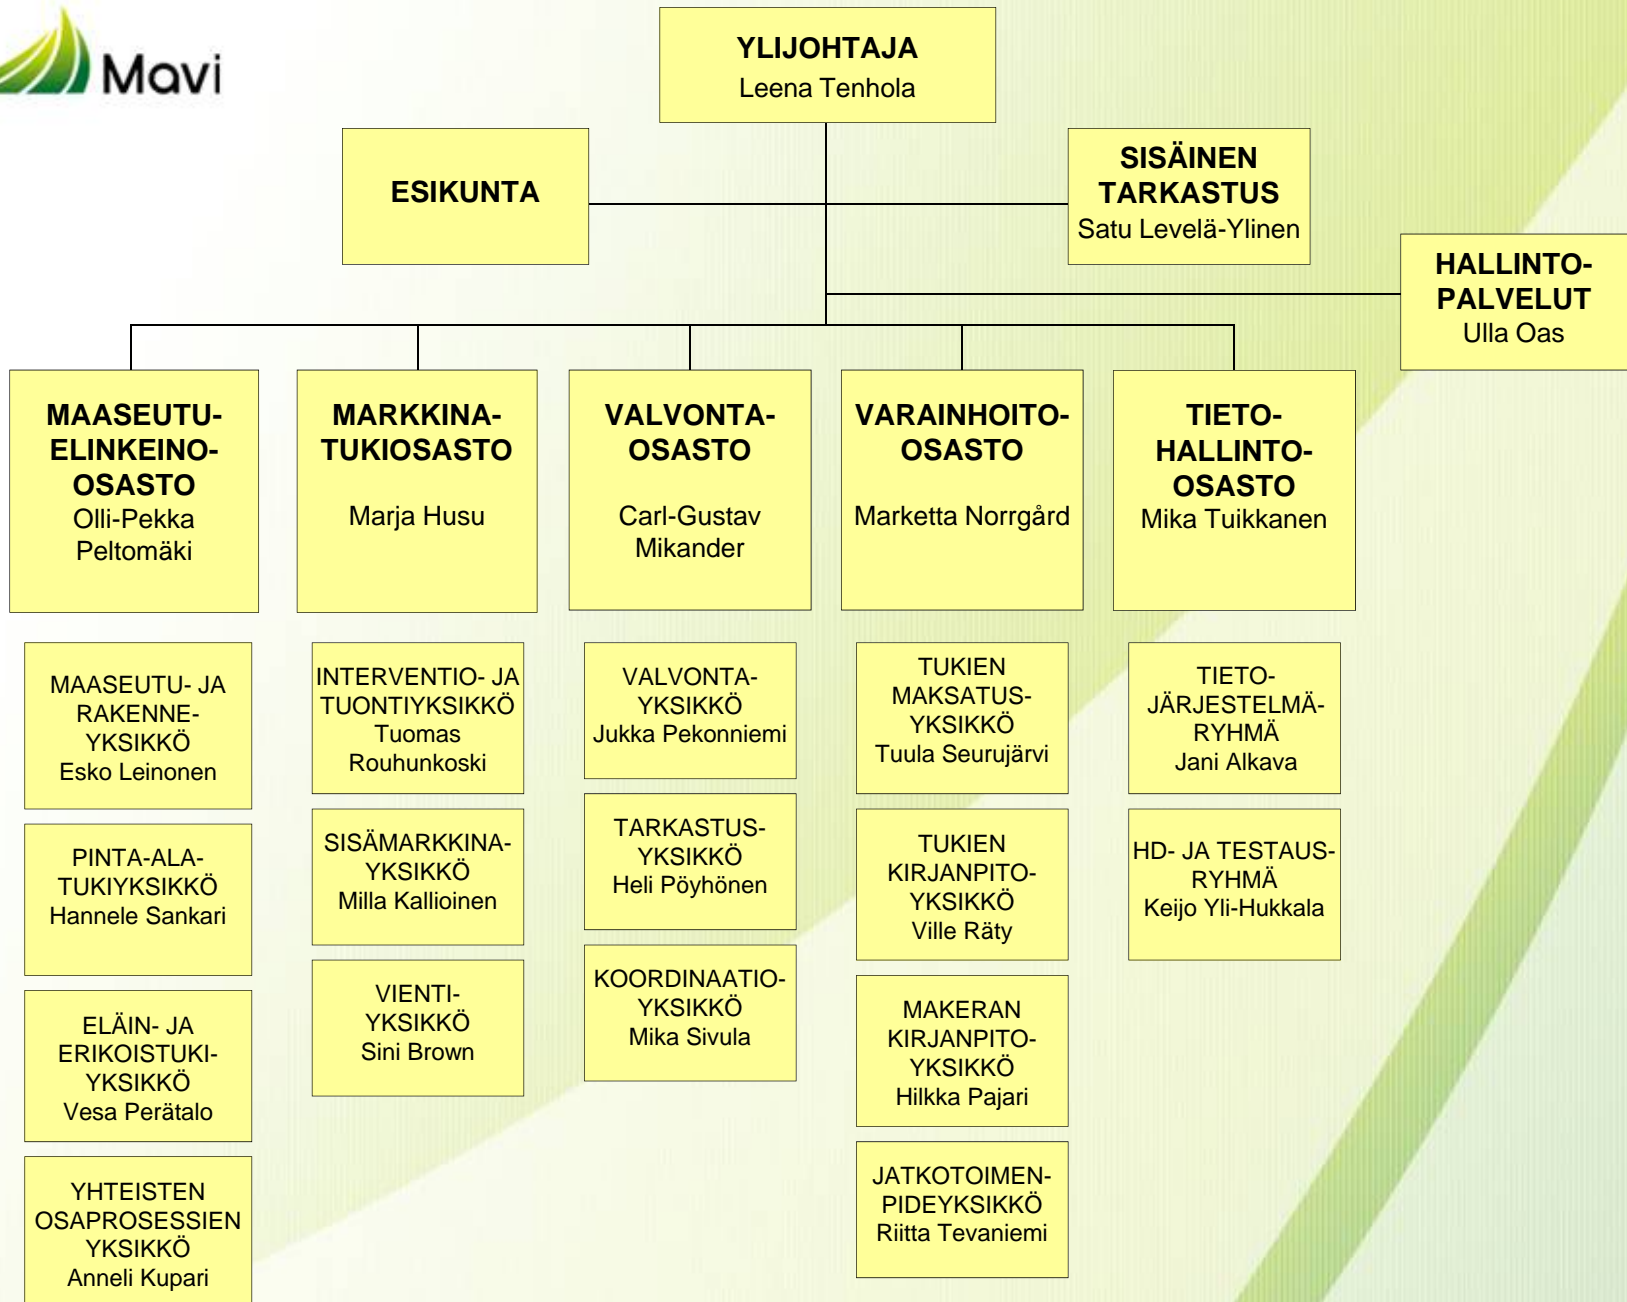 Mavi
YLIJOHTAJA
Leena Tenhola
ESIKUNTA
SISÄINEN
TARKASTUS
Satu Levelä-Ylinen
HALLINTO-
PALVELUT
Ulla Oas
MAASEUTU-
ELINKEINO-
OSASTO
Olli-Pekka
Peltomäki
MARKKINA-
TUKIOSASTO
Marja Husu
VALVONTA-
OSASTO
Carl-Gustav
Mikander
VARAINHOITO-
OSASTO
Marketta Norrgård
TIETO-
HALLINTO-
OSASTO
Mika Tuikkanen
MAASEUTU- JA
RAKENNE-
YKSIKKÖ
Esko Leinonen
PINTA-ALA-
TUKIYKSIKKÖ
Hannele Sankari
ELÄIN- JA
ERIKOISTUKI-
YKSIKKÖ
Vesa Perätalo
YHTEISTEN
OSAPROSESSIEN
YKSIKKÖ
Anneli Kupari
INTERVENTIO- JA
TUONTIYKSIKKÖ
Tuomas
Rouhunkoski
SISÄMARKKINA-
YKSIKKÖ
Milla Kallioinen
VIENTI-
YKSIKKÖ
Sini Brown
VALVONTA-
YKSIKKÖ
Jukka Pekonniemi
TARKASTUS-
YKSIKKÖ
Heli Pöyhönen
KOORDINAATIO-
YKSIKKÖ
Mika Sivula
TUKIEN
MAKSATUS-
YKSIKKÖ
Tuula Seurujärvi
TUKIEN
KIRJANPITO-
YKSIKKÖ
Ville Räty
MAKERAN
KIRJANPITO-
YKSIKKÖ
Hilkka Pajari
JATKOTOIMEN-
PIDEYKSIKKÖ
Riitta Tevaniemi
TIETO-
JÄRJESTELMÄ-
RYHMÄ
Jani Alkava
HD- JA TESTAUS-
RYHMÄ
Keijo Yli-Hukkala